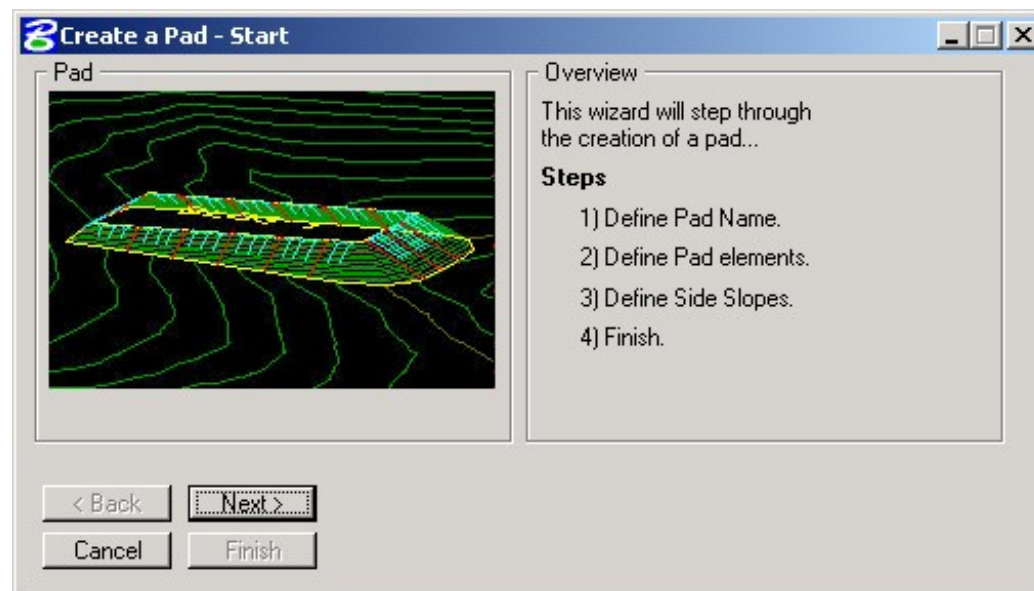 Create a Pad - Start
Pad
Overview
This wizard will step through
the creation of a pad...
Steps
1) Define Pad Name.
2) Define Pad elements.
3) Define Side Slopes.
4) Finish.
< Back
Next >
Cancel
Finish